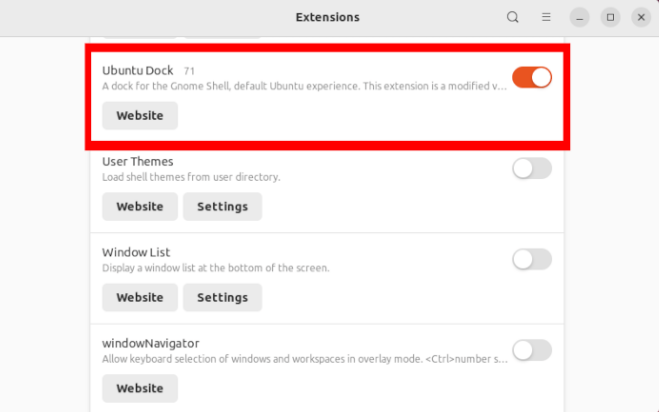 Extensions
Ubuntu Dock 71
A dock for the Gnome Shell, default Ubuntu experience. This extension is a modified v...
Website
User Themes
Load shell themes from user directory.
Website Settings
Window List
Display a window list at the bottom of the screen.
Website Settings
windowNavigator
Allow keyboard selection of windows and workspaces in overlay mode. <Ctrl>number s...
Website